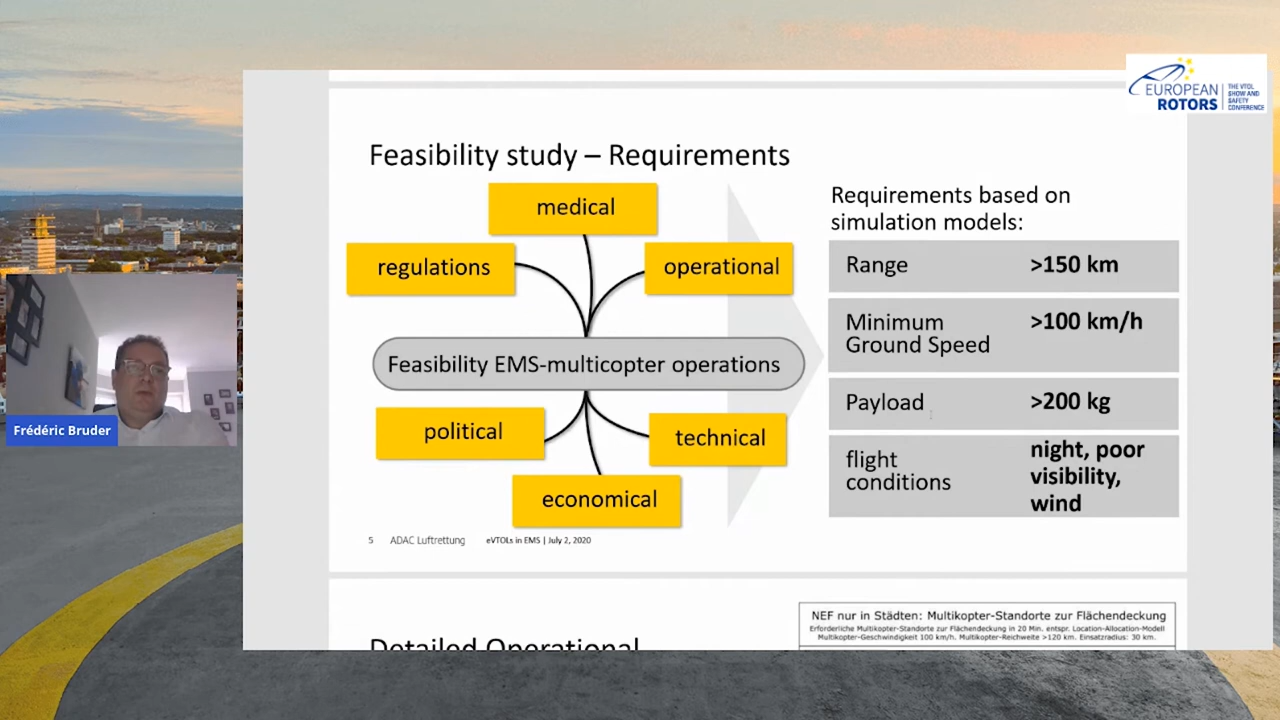 EUROPEAN
ROTORS
THE VTOL
SHOW AND
SAFETY
CONFERENCE
Feasibility study – Requirements
medical
regulations
operational
Feasibility EMS-multicopter operations
political
technical
economical
Requirements based on
simulation models:
Range >150 km
Minimum
Ground Speed >100 km/h
Payload >200 kg
flight
conditions
night, poor
visibility,
wind
5 ADAC Luftrettung eVTOLs in EMS | July 2, 2020
Frédéric Bruder
Detailed Operational
NEF nur in Städten: Multikopter-Standorte zur Flächendeckung
Erforderliche Multikopter-Standorte zur Flächendeckung in 20 Min. entspr. Location-Allocation-Modell
Multikopter-Geschwindigkeit 100 km/h. Multikopter-Reichweite >120 km. Einsatzradius: 30 km.